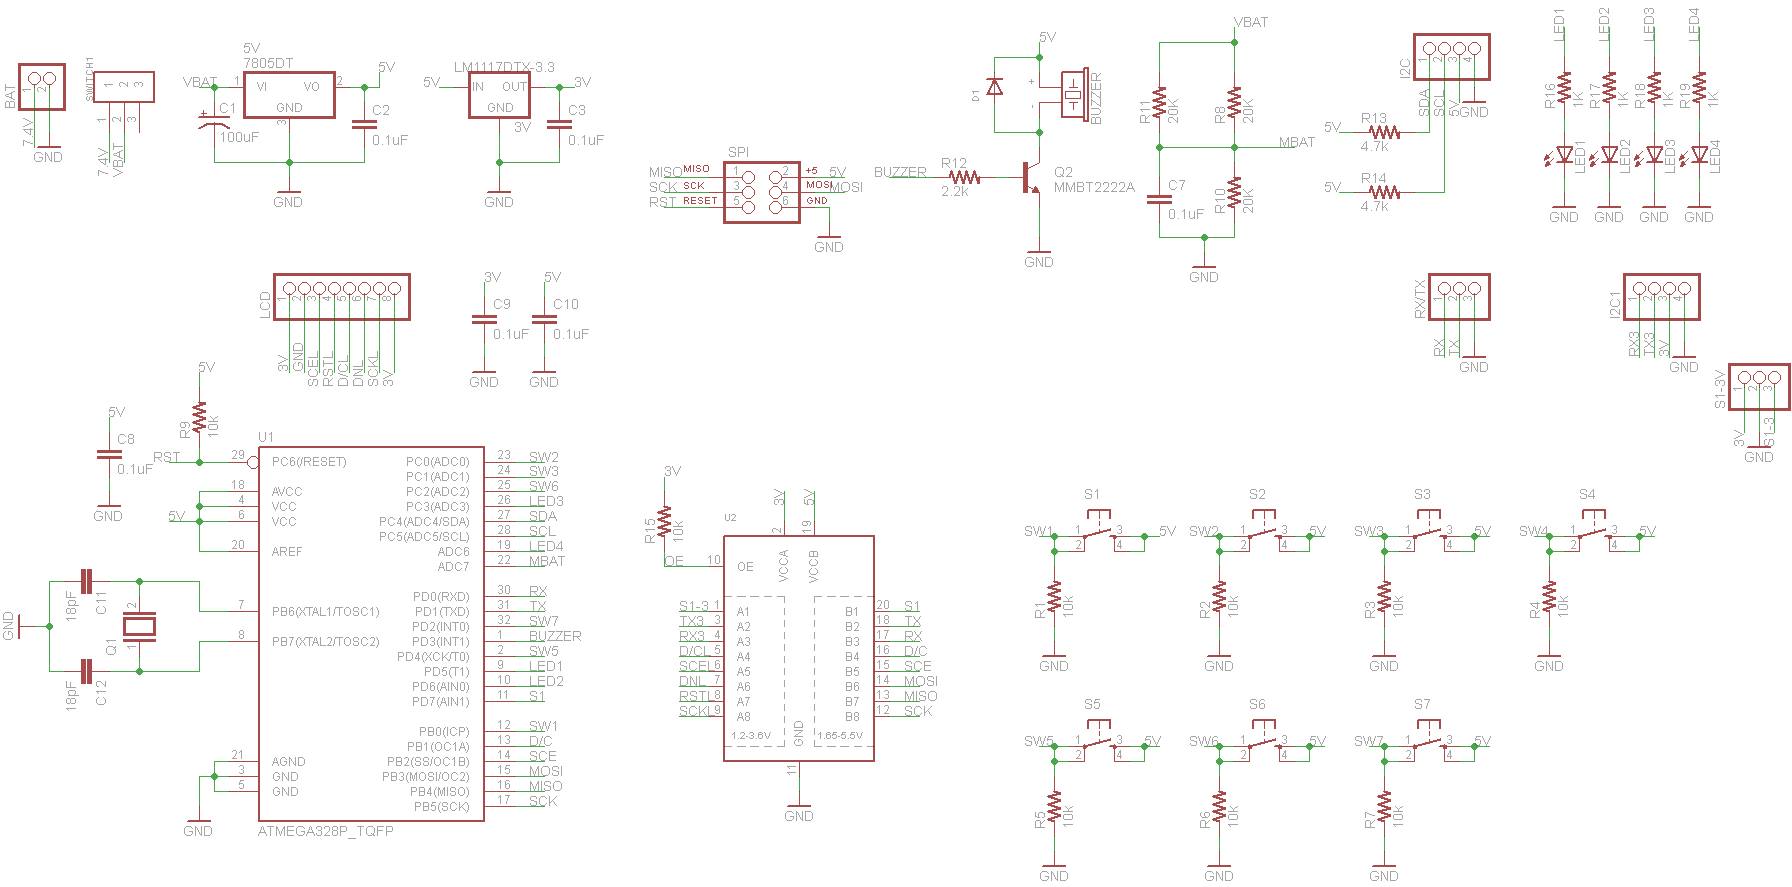 BAT
1
2
7.4V
GND
SWITCH1
1
2
3
1
2
3
7.4V
VBAT
5V
7805DT
VBAT
1
VI
VO
2
5V
GND
3
C1
100uF
C2
0.1uF
GND
LM1117DTX-3.3
5V
IN
OUT
3V
GND
3V
C3
0.1uF
GND
SPI
MISO
MISO
1
2
+5
5V
SCK
SCK
3
4
MOSI
MOSI
RST
RESET
5
6
GND
GND
5V
D1
+
-
BUZZER
BUZZER
R12
2.2k
Q2
MMBT2222A
GND
VBAT
R11
20K
R8
20K
MBAT
C7
0.1uF
R10
20K
GND
I2C
1
2
3
4
SDA
SCL
5V
GND
5V
R13
4.7k
5V
R14
4.7k
LED1
LED2
LED3
LED4
R16
1K
R17
1K
R18
1K
R19
1K
LED1
LED2
LED3
LED4
GND
GND
GND
GND
LCD
1
2
3
4
5
6
7
8
3V
GND
SCEL
RSTL
D/CL
DNL
SCKL
3V
3V
C9
0.1uF
GND
5V
C10
0.1uF
GND
RX/TX
1
2
3
RX
TX
GND
I2C1
1
2
3
4
RX3
TX3
3V
GND
S1-3V
1
2
3
3V
S1-3
GND
5V
C8
0.1uF
GND
5V
R9
10k
RST
U1
29
PC6(/RESET)
18
AVCC
4
VCC
5V
6
VCC
20
AREF
7
PB6(XTAL1/TOSC1)
8
PB7(XTAL2/TOSC2)
21
AGND
3
GND
5
GND
GND
ATMEGA328P_TQFP
GND
18pF
C11
18pF
C12
Q1
2
1
PC0(ADC0)
23
SW2
PC1(ADC1)
24
SW3
PC2(ADC2)
25
SW6
PC3(ADC3)
26
LED3
PC4(ADC4/SDA)
27
SDA
PC5(ADC5/SCL)
28
SCL
ADC6
19
LED4
ADC7
22
MBAT
PD0(RXD)
30
RX
PD1(TXD)
31
TX
PD2(INT0)
32
SW7
PD3(INT1)
1
BUZZER
PD4(XCK/T0)
2
SW5
PD5(T1)
9
LED1
PD6(AIN0)
10
LED2
PD7(AIN1)
11
S1
PB0(ICP)
12
SW1
PB1(OC1A)
13
D/C
PB2(SS/OC1B)
14
SCE
PB3(MOSI/OC2)
15
MOSI
PB4(MISO)
16
MISO
PB5(SCK)
17
SCK
3V
R15
10k
OE
U2
10
OE
3V
2
VCCA
5V
19
VCCB
S1-3
1
A1
B1
20
S1
TX3
3
A2
B2
18
TX
RX3
4
A3
B3
17
RX
D/CL
5
A4
B4
16
D/C
SCEL
6
A5
B5
15
SCE
DNL
7
A6
B6
14
MOSI
RSTL
8
A7
B7
13
MISO
SCKL
9
A8
B8
12
SCK
1.2-3.6V
GND
1.65-5.5V
11
GND
S1
SW1
1
3
5V
2
4
R1
10k
GND
S2
SW2
1
3
5V
2
4
R2
10k
GND
S3
SW3
1
3
5V
2
4
R3
10k
GND
S4
SW4
1
3
5V
2
4
R4
10k
GND
S5
SW5
1
3
5V
2
4
R5
10k
GND
S6
SW6
1
3
5V
2
4
R6
10k
GND
S7
SW7
1
3
5V
2
4
R7
10k
GND